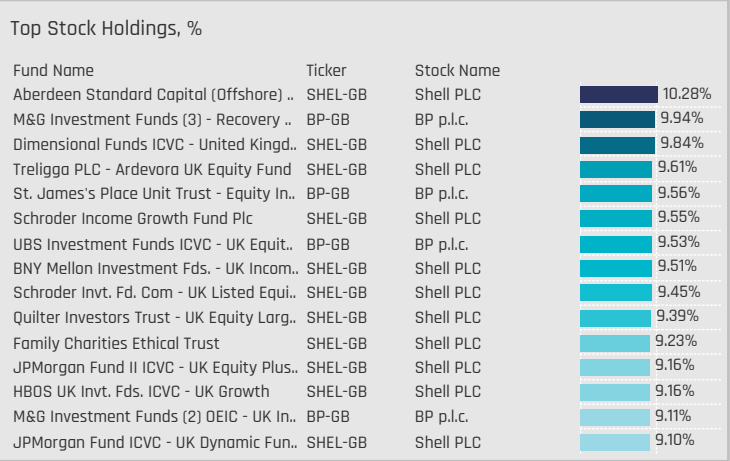 Top Stock Holdings, %
Fund Name Ticker Stock Name
Aberdeen Standard Capital (Offshore) .. SHEL-GB Shell PLC 10.28%
M&G Investment Funds (3) - Recovery .. BP-GB BP p.l.c. 9.94%
Dimensional Funds ICVC - United Kingd.. SHEL-GB Shell PLC 9.84%
Treligga PLC - Ardevora UK Equity Fund SHEL-GB Shell PLC 9.61%
St. James's Place Unit Trust - Equity In.. BP-GB BP p.l.c. 9.56%
Schroder Income Growth Fund Plc SHEL-GB Shell PLC 9.55%
UBS Investment Funds ICVC - UK Equit.. BP-GB BP p.l.c. 9.53%
BNY Mellon Investment Fds. - UK Incom.. SHEL-GB Shell PLC 9.51%
Schroder Invt. Fd. Com - UK Listed Equi.. SHEL-GB Shell PLC 9.45%
Quilter Investors Trust - UK Equity Larg.. SHEL-GB Shell PLC 9.39%
Family Charities Ethical Trust SHEL-GB Shell PLC 9.23%
JPMorgan Fund II ICVC - UK Equity Plus.. SHEL-GB Shell PLC 9.16%
HBOS UK Invt. Fds. ICVC - UK Growth SHEL-GB Shell PLC 9.16%
M&G Investment Funds (2) OEIC - UK In.. BP-GB BP p.l.c. 9.11%
JPMorgan Fund ICVC - UK Dynamic Fun.. SHEL-GB Shell PLC 9.10%